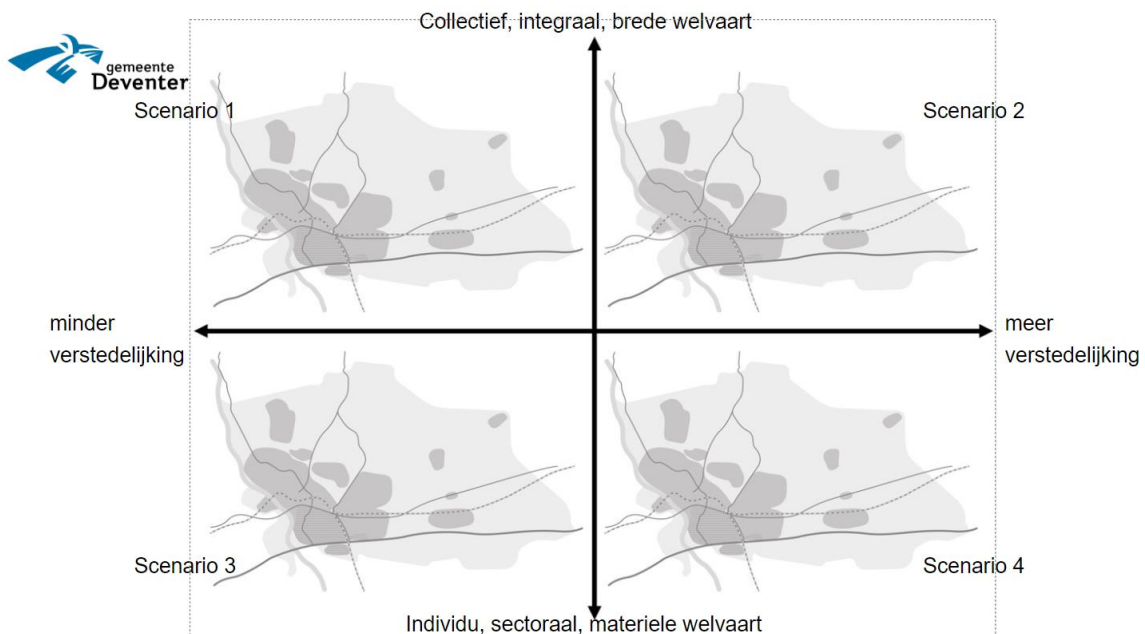 Collectief, integraal, brede welvaart
gemeente
Deventer
Scenario 1
Scenario 2
minder
verstedelijking
meer
verstedelijking
Scenario 3
Scenario 4
Individu, sectoraal, materiele welvaart